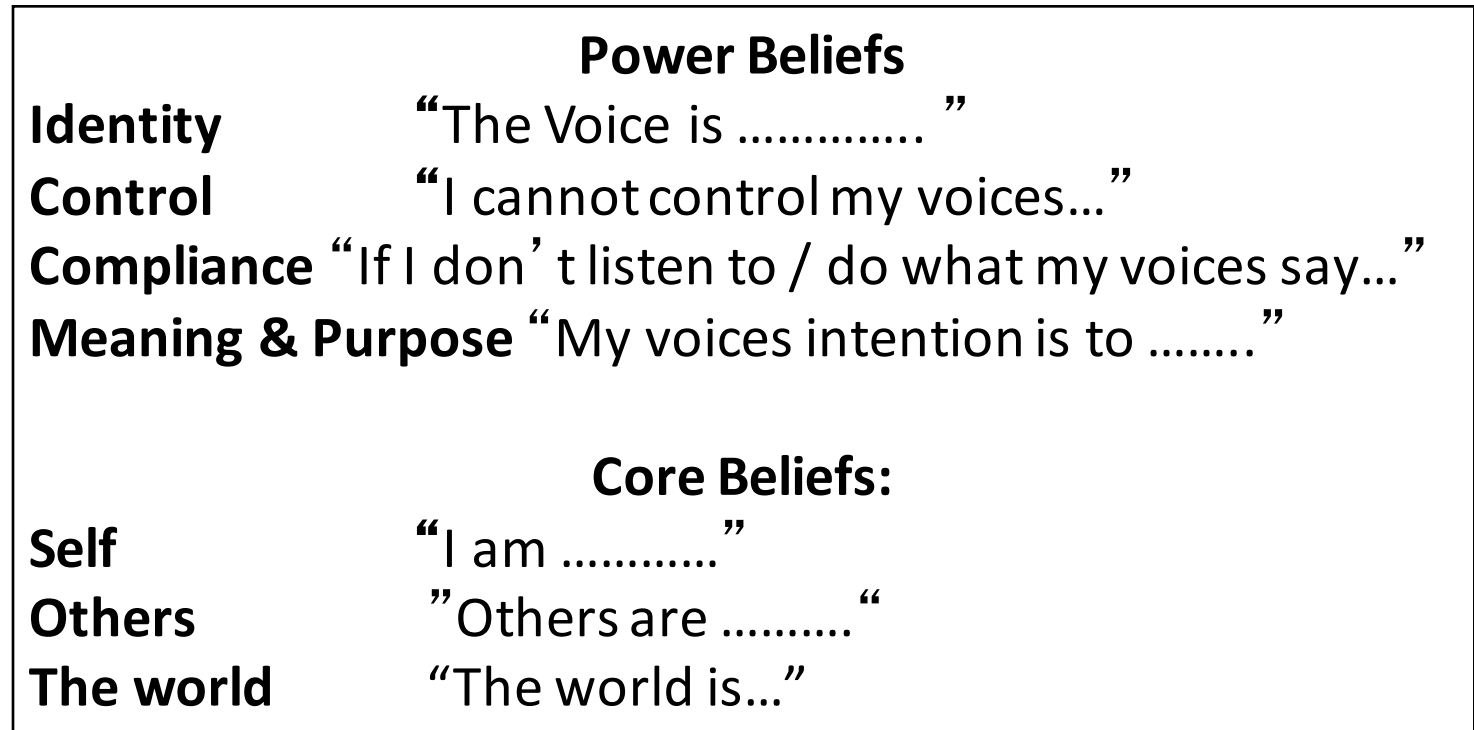 Power Beliefs
Identity “The Voice is ………….. ”
Control “I cannot control my voices…”
Compliance “If I don’ t listen to / do what my voices say…”
Meaning & Purpose “My voices intention is to ……..”
Core Beliefs:
Self “I am …………”
Others ”Others are ……….“
The world “The world is…”